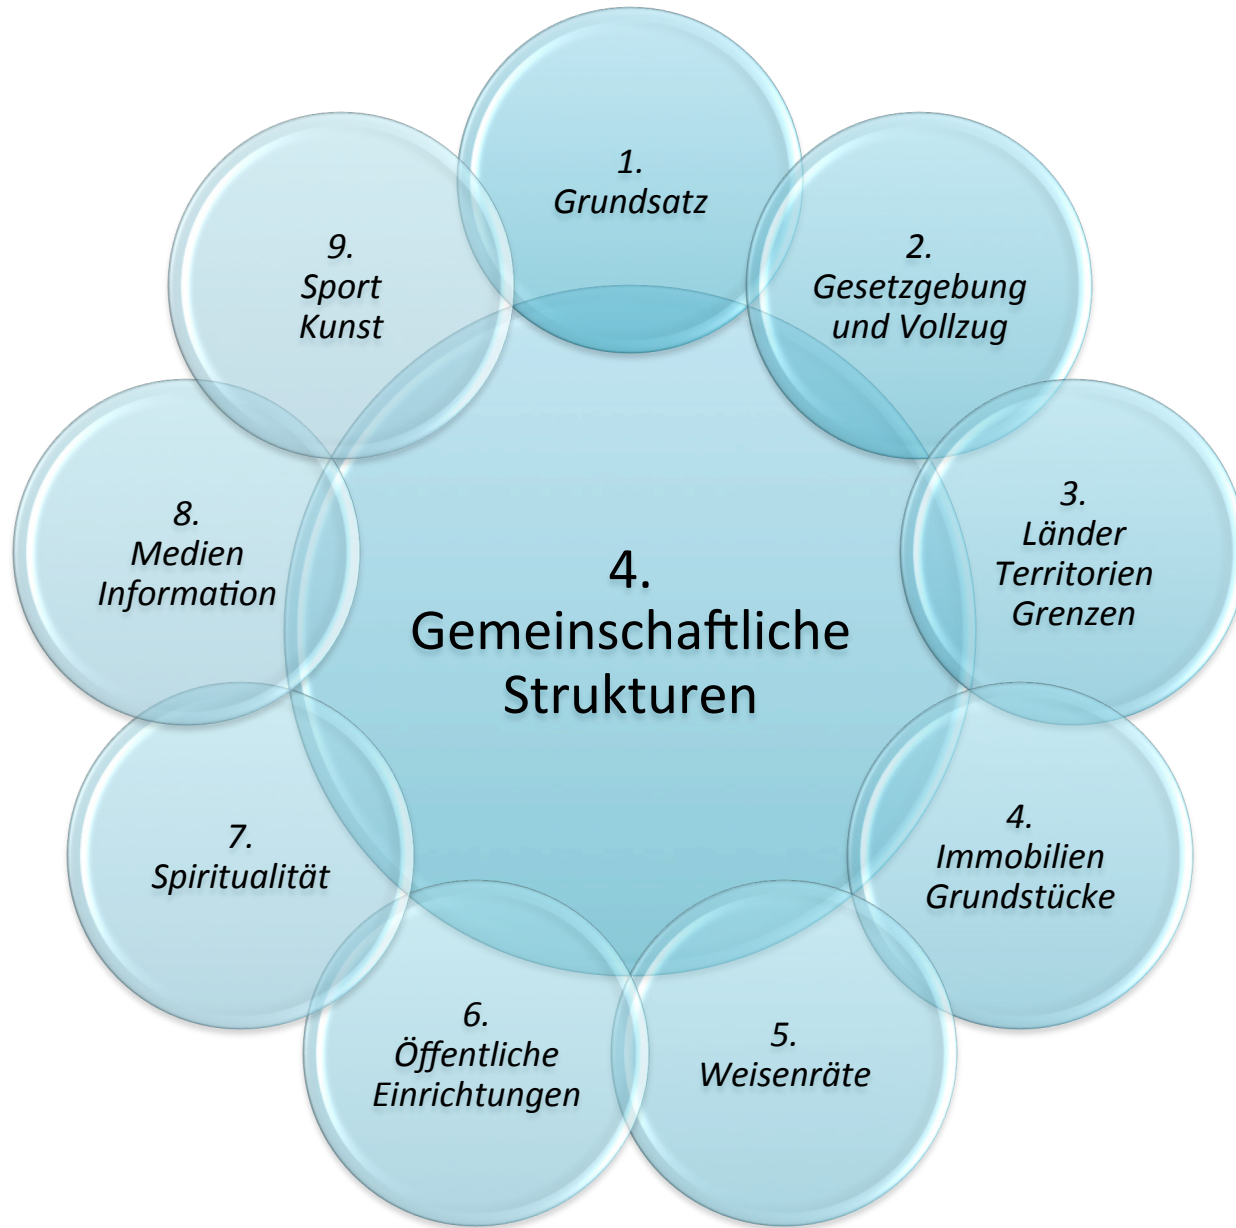 1.
Grundsatz
2.
Gesetzgebung
und Vollzug
3.
Länder
Territorien
Grenzen
4.
Immobilien
Grundstücke
5.
Weisenräte
6.
Öffentliche
Einrichtungen
7.
Spiritualität
8.
Medien
Information
9.
Sport
Kunst
4.
Gemeinschaftliche
Strukturen